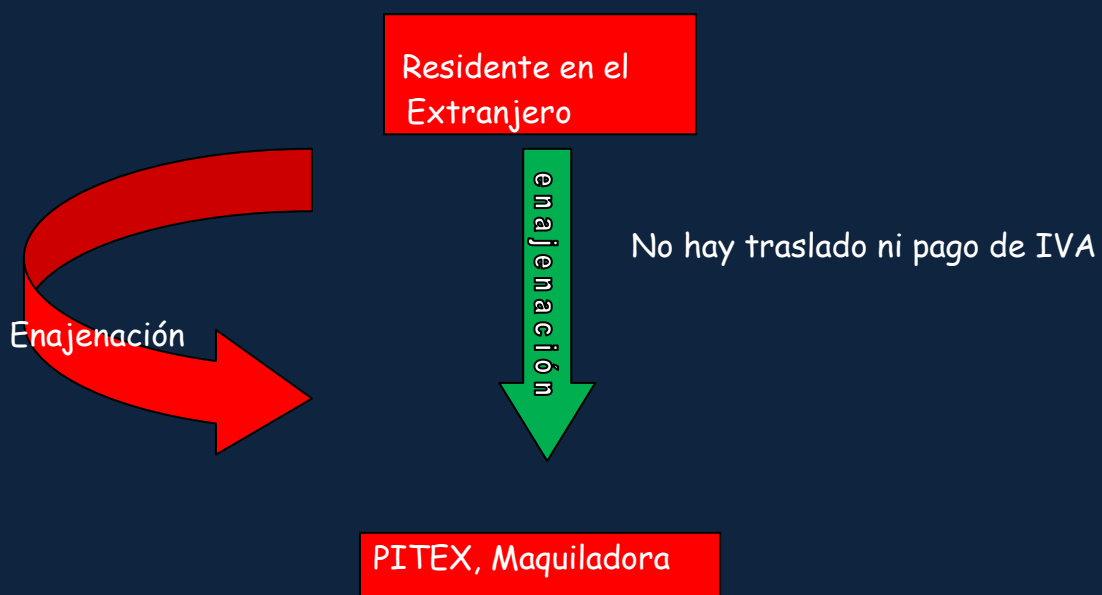 Residente en el
Extranjero
enajenación
No hay traslado ni pago de IVA
Enajenación
PITEX, Maquiladora